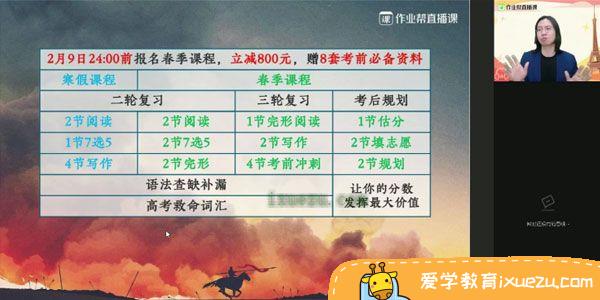 作业帮直播课
作业帮直播课
2月9日24:00前报名春季课程，立减800元，赠8套考前必备资料
寒假课程 春季课程
二轮复习 三轮复习 考后规划
2节阅读 2节阅读 1节完形阅读 1节估分
1节7选5 2节7选5 2节写作 2节填志愿
4节写作 2节完形 4节考前冲刺 2节规划
语法查缺补漏 让你的分数
高考救命词汇 发挥最大价值
ixuezu.c
爱学教育ixuezu.com